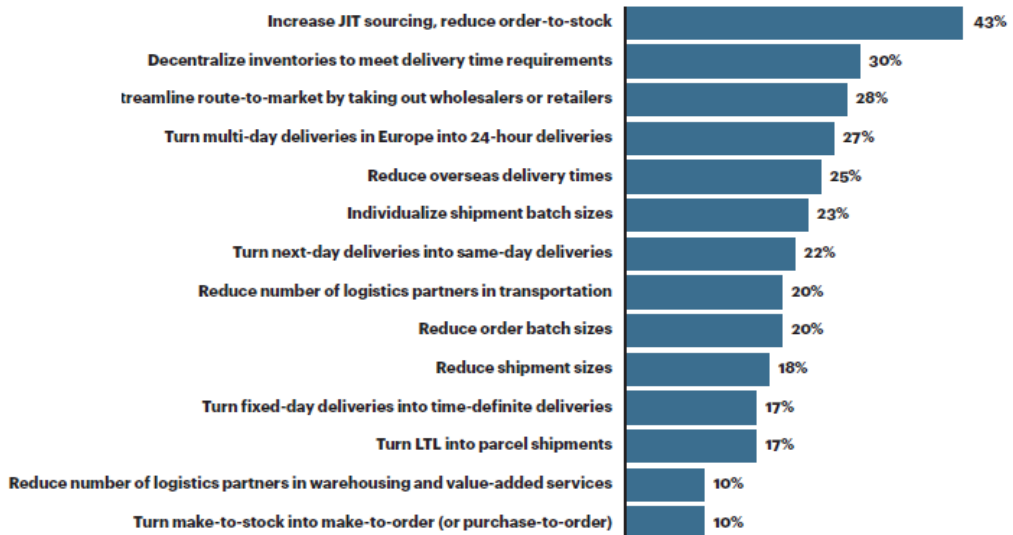 Increase JIT sourcing, reduce order-to-stock 43%
Decentralize inventories to meet delivery time requirements 30%
treamline route-to-market by taking out wholesalers or retailers 28%
Turn multi-day deliveries in Europe into 24-hour deliveries 27%
Reduce overseas delivery times 25%
Individualize shipment batch sizes 23%
Turn next-day deliveries into same-day deliveries 22%
Reduce number of logistics partners in transportation 20%
Reduce order batch sizes 20%
Reduce shipment sizes 18%
Turn fixed-day deliveries into time-definite deliveries 17%
Turn LTL into parcel shipments 17%
Reduce number of logistics partners in warehousing and value-added services 10%
Turn make-to-stock into make-to-order (or purchase-to-order) 10%